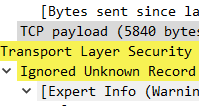 [Bytes sent since la
TCP payload (5840 bytes
Transport Layer Security
Ignored Unknown Record
[Expert Info (Warnin